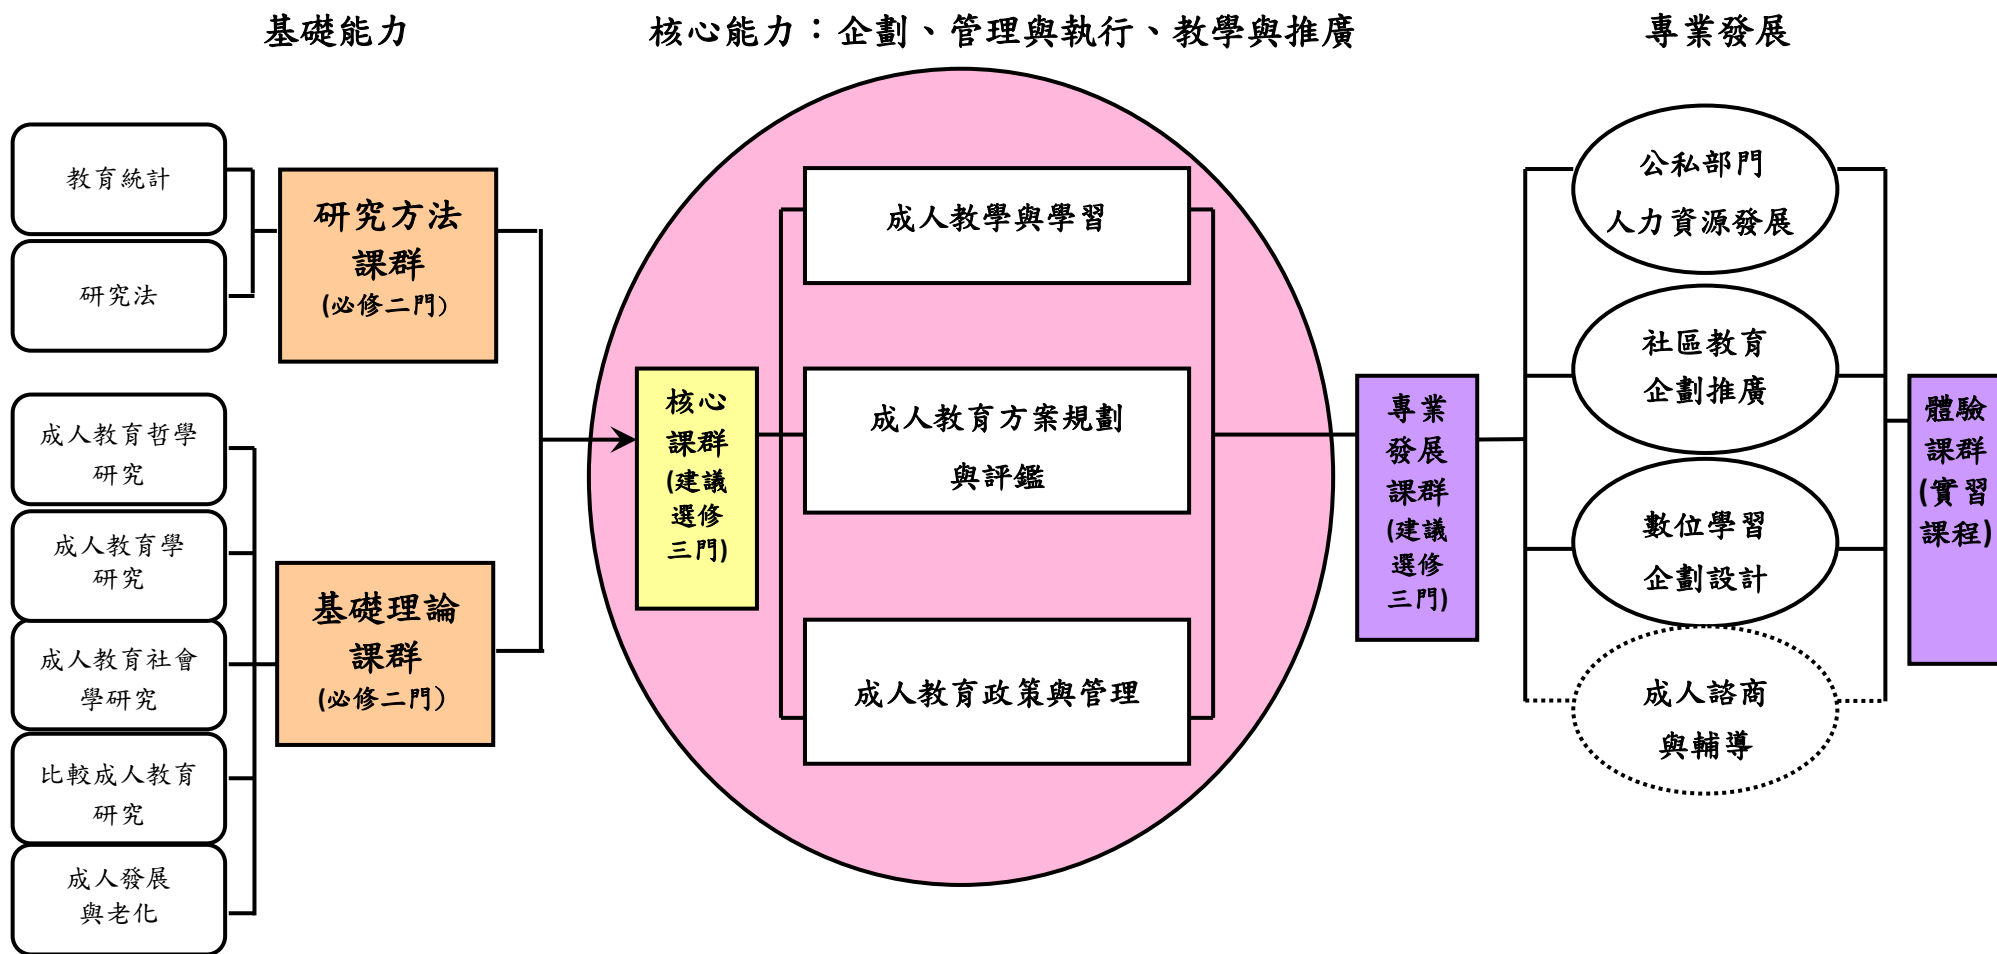 基礎能力
核心能力：企劃、管理與執行、教學與推廣
專業發展
教育統計
研究法
研究方法
課群
(必修二門)
成人教育哲學
研究
成人教育學
研究
成人教育社會
學研究
比較成人教育
研究
成人發展
與老化
基礎理論
課群
(必修二門)
核心
課群
(建議
選修
三門)
成人教學與學習
成人教育方案規劃
與評鑑
成人教育政策與管理
專業
發展
課群
(建議
選修
三門)
公私部門
人力資源發展
社區教育
企劃推廣
數位學習
企劃設計
成人諮商
與輔導
體驗
課群
(實習
課程)